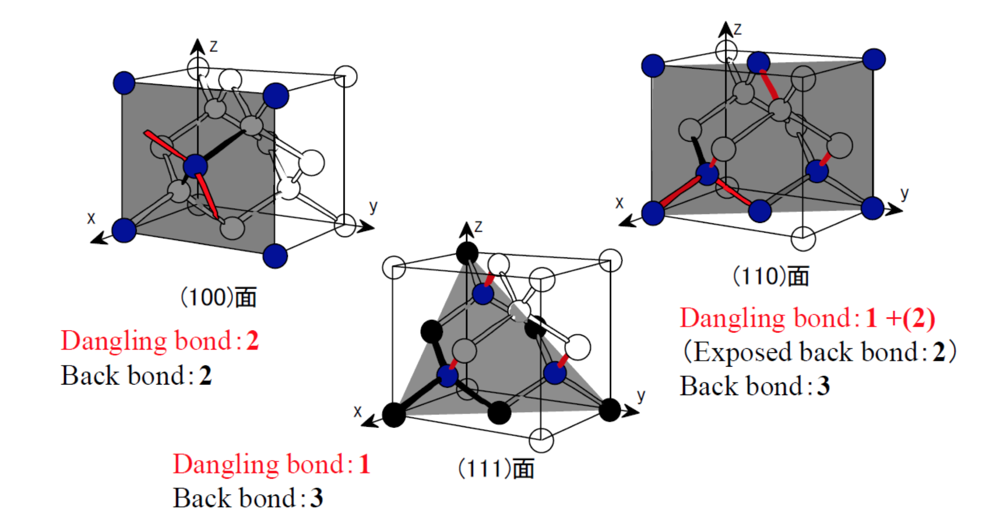 z
x
y
(100)面
Dangling bond:2
Back bond:2
z
x
y
(111)面
Dangling bond:1
Back bond:3
z
x
y
(110)面
Dangling bond:1 +(2)
(Exposed back bond:2)
Back bond:3